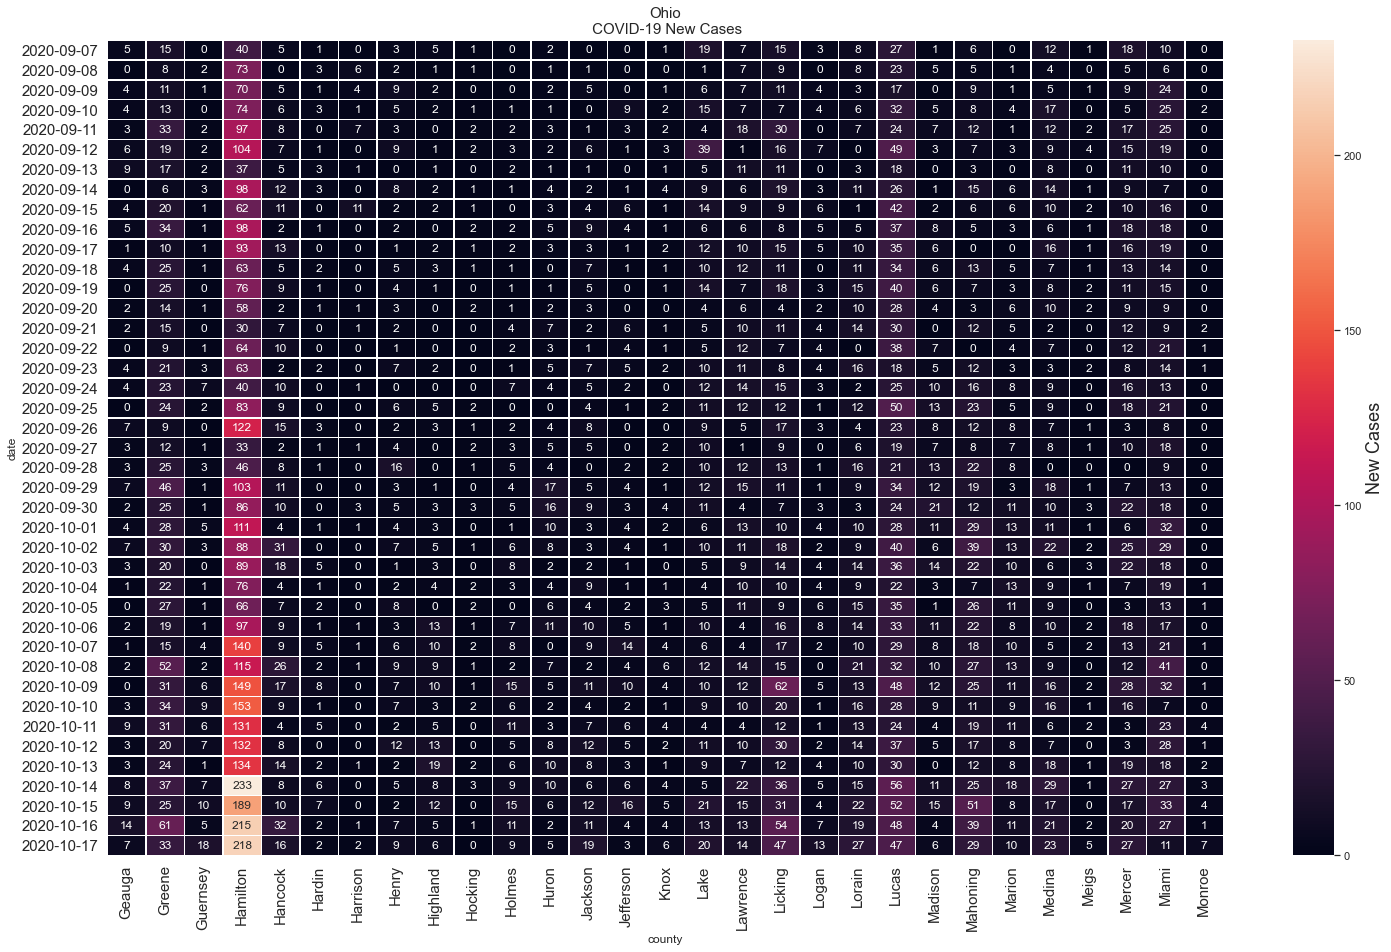 Ohio
COVID-19 New Cases
2020-09-07 5 15 0 40 5 1 0 3 5 1 0 2 0 0 1 19 7 15 3 8 27 1 6 0 12 1 18 10 0
2020-09-08 0 8 2 73 0 3 6 2 1 1 0 1 1 0 0 1 7 9 0 8 23 5 5 1 4 0 5 6 0
2020-09-09 4 11 1 70 5 1 4 9 2 0 0 2 5 0 1 6 7 11 4 3 17 0 9 1 5 1 9 24 0
2020-09-10 4 13 0 74 6 3 1 5 2 1 1 1 0 9 2 15 7 7 4 6 32 5 8 4 17 0 5 25 2
2020-09-11 3 33 2 97 8 0 7 3 0 2 2 3 1 3 2 4 18 30 0 7 24 7 12 1 12 2 17 25 0
2020-09-12 6 19 2 104 7 1 0 9 1 2 3 2 6 1 3 39 1 16 7 0 49 3 7 3 9 4 15 19 0
2020-09-13 9 17 2 37 5 3 1 0 1 0 2 1 1 0 1 5 11 11 0 3 18 0 3 0 8 0 11 10 0
2020-09-14 0 6 3 98 12 3 0 8 2 1 1 4 2 1 4 9 6 19 3 11 26 1 15 6 14 1 9 7 0
2020-09-15 4 20 1 62 11 0 11 2 2 1 0 3 4 6 1 14 9 9 6 1 42 2 6 6 10 2 10 16 0
2020-09-16 5 34 1 98 2 1 0 2 0 2 2 5 9 4 1 6 6 8 5 5 37 8 5 3 6 1 18 18 0
2020-09-17 1 10 1 93 13 0 0 1 2 1 2 3 3 1 2 12 10 15 5 10 35 6 0 0 16 1 16 19 0
2020-09-18 4 25 1 63 5 2 0 5 3 1 1 0 7 1 1 10 12 11 0 11 34 6 13 5 7 1 13 14 0
2020-09-19 0 25 0 76 9 1 0 4 1 0 1 1 5 0 1 14 7 18 3 15 40 6 7 3 8 2 11 15 0
2020-09-20 2 14 1 58 2 1 1 3 0 2 1 2 3 0 0 4 6 4 2 10 28 4 3 6 10 2 9 9 0
2020-09-21 2 15 0 30 7 0 1 2 0 0 4 7 2 6 1 5 10 11 4 14 30 0 12 5 2 0 12 9 2
2020-09-22 0 9 1 64 10 0 0 1 0 0 2 3 1 4 1 5 12 7 4 0 38 7 0 4 7 0 12 21 1
2020-09-23 4 21 3 63 2 2 0 7 2 0 1 5 7 5 2 10 11 8 4 16 18 5 12 3 3 2 8 14 1
2020-09-24 4 23 7 40 10 0 1 0 0 0 7 4 5 2 0 12 14 15 3 2 25 10 16 8 9 0 16 13 0
2020-09-25 0 24 2 83 9 0 0 6 5 2 0 0 4 1 2 11 12 12 1 12 50 13 23 5 9 0 18 21 0
2020-09-26 7 9 0 122 15 3 0 2 3 1 2 4 8 0 0 9 5 17 3 4 23 8 12 8 7 1 3 8 0
2020-09-27 3 12 1 33 2 1 1 4 0 2 3 5 5 0 2 10 1 9 0 6 19 7 8 7 8 1 10 18 0
2020-09-28 3 25 3 46 8 1 0 16 0 1 5 4 0 2 2 10 12 13 1 16 21 13 22 8 0 0 0 9 0
2020-09-29 7 46 1 103 11 0 0 3 1 0 4 17 5 4 1 12 15 11 1 9 34 12 19 3 18 1 7 13 0
2020-09-30 2 25 1 86 10 0 3 5 3 3 5 16 9 3 4 11 4 7 3 3 24 21 12 11 10 3 22 18 0
2020-10-01 4 28 5 111 4 1 1 4 3 0 1 10 3 4 2 6 13 10 4 10 28 11 29 13 11 1 6 32 0
2020-10-02 7 30 3 88 31 0 0 7 5 1 6 8 3 4 1 10 11 18 2 9 40 6 39 13 22 2 25 29 0
2020-10-03 3 20 0 89 18 5 0 1 3 0 8 2 2 1 0 5 9 14 4 14 36 14 22 10 6 3 22 18 0
2020-10-04 1 22 1 76 4 1 0 2 4 2 3 4 9 1 1 4 10 10 4 9 22 3 7 13 9 1 7 19 1
2020-10-05 0 27 1 66 7 2 0 8 0 2 0 6 4 2 3 5 11 9 6 15 35 1 26 11 9 0 3 13 1
2020-10-06 2 19 1 97 9 1 1 3 13 1 7 11 10 5 1 10 4 16 8 14 33 11 22 8 10 2 18 17 0
2020-10-07 1 15 4 140 9 5 1 6 10 2 8 0 9 14 4 6 4 17 2 10 29 8 18 10 5 2 13 21 1
2020-10-08 2 52 2 115 26 2 1 9 9 1 2 7 2 4 6 12 14 15 0 21 32 10 27 13 9 0 12 41 0
2020-10-09 0 31 6 149 17 8 0 7 10 1 15 5 11 10 4 10 12 62 5 13 48 12 25 11 16 2 28 32 1
2020-10-10 3 34 9 153 9 1 0 7 3 2 6 2 4 2 1 9 10 20 1 16 28 9 11 9 16 1 16 7 0
2020-10-11 9 31 6 131 4 5 0 2 5 0 11 3 7 6 4 4 4 12 1 13 24 4 19 11 6 2 3 23 4
2020-10-12 3 20 7 132 8 0 0 12 13 0 5 8 12 5 2 11 10 30 2 14 37 5 17 8 7 0 3 28 1
2020-10-13 3 24 1 134 14 2 1 2 19 2 6 10 8 3 1 9 7 12 4 10 30 0 12 8 18 1 19 18 2
2020-10-14 8 37 7 233 8 6 0 5 8 3 9 10 6 6 4 5 22 36 5 15 56 8 25 18 29 1 27 27 3
2020-10-15 9 25 10 189 10 7 0 2 12 0 15 6 12 16 5 21 15 31 4 22 52 15 51 8 17 0 17 33 4
2020-10-16 14 61 5 215 32 2 1 7 5 1 11 2 11 4 4 13 13 54 7 19 48 4 39 11 21 2 20 27 1
2020-10-17 7 33 18 218 16 2 2 9 6 0 9 5 19 3 6 20 14 47 13 27 47 6 29 10 23 5 27 11 7
Geauga Greene Guernsey Hamilton Hancock Hardin Harrison Henry Highland Hocking Holmes Huron Jackson Jefferson Knox Lake Lawrence Licking Logan Lorain Lucas Madison Mahoning Marion Medina Meigs Mercer Miami Monroe
county
date
200
150
100
50
0
New Cases